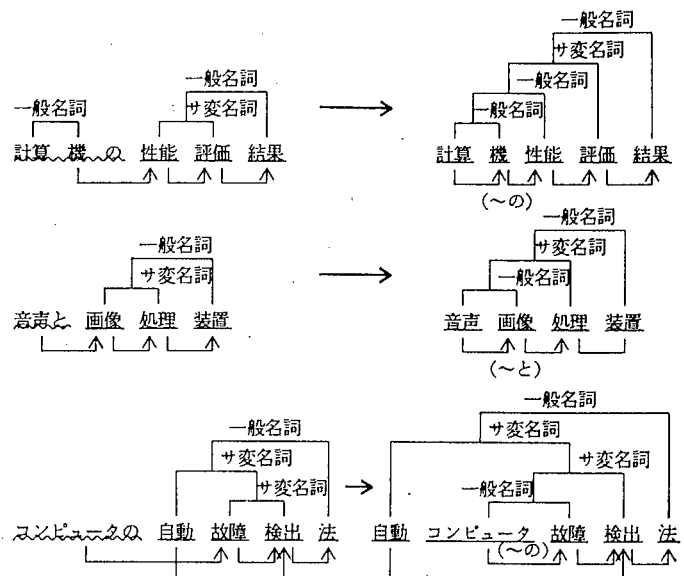 一般名詞
サ変名詞
一般名詞 一般名詞
一般名詞 サ変名詞 一般名詞
計算機の 性能 評価 結果 計算 機 性能 評価 結果
(〜の)
一般名詞
一般名詞 サ変名詞
サ変名詞 一般名詞
音声と 画像 処理 装置 音声 画像 処理 装置
(〜と)
一般名詞
一般名詞 サ変名詞
サ変名詞 サ変名詞
サ変名詞 一般名詞
コンピュータの 自動 故障 検出 法 自動 コンピュータ 故障 検出 法
(〜の)